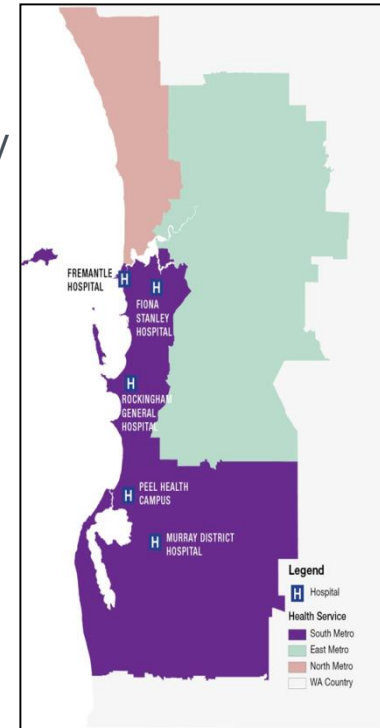 y
FREMANTLE
HOSPITAL
H
H
FIONA
STANLEY
HOSPITAL
H
ROCKINGHAM
GENERAL
HOSPITAL
H
PEEL HEALTH
CAMPUS
H
MURRAY DISTRICT
HOSPITAL
Legend
H Hospital
Health Service
South Metro
East Metro
North Metro
WA Country